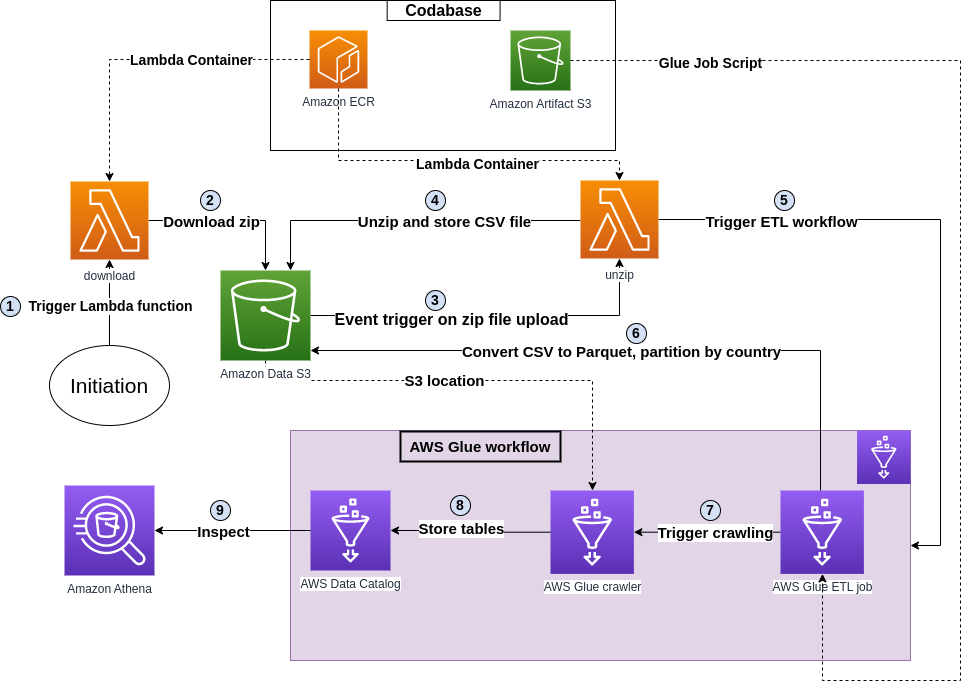 Codabase
Lambda Container
Glue Job Script
Amazon ECR
Amazon Artifact S3
Lambda Container
2
4
5
Download zip
Unzip and store CSV file
Trigger ETL workflow
download
unzip
1
Trigger Lambda function
3
Event trigger on zip file upload
6
Convert CSV to Parquet, partition by country
Initiation
Amazon Data S3
S3 location
AWS Glue workflow
9
8
7
Inspect
Store tables
Trigger crawling
Amazon Athena
AWS Data Catalog
AWS Glue crawler
AWS Glue ETL job